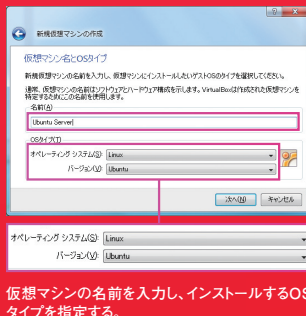 新規仮想マシンの作成
仮想マシン名とOSタイプ
新規仮想マシンの名前を入力し、仮想マシンにインストールしたいゲストOSのタイプを選択してください。
通常、仮想マシンの名前はソフトウェアとハードウェア構成を示します。VirtualBoxは作成された仮想マシンを
特定するためにこの名前を使用します。
名前(A)
Ubuntu Server
OSタイプ(T)
オペレーティング システム(S): Linux
バージョン(V): Ubuntu
次へ(N) キャンセル
オペレーティング システム(S): Linux
バージョン(V): Ubuntu
仮想マシンの名前を入力し、インストールするOS
タイプを指定する。